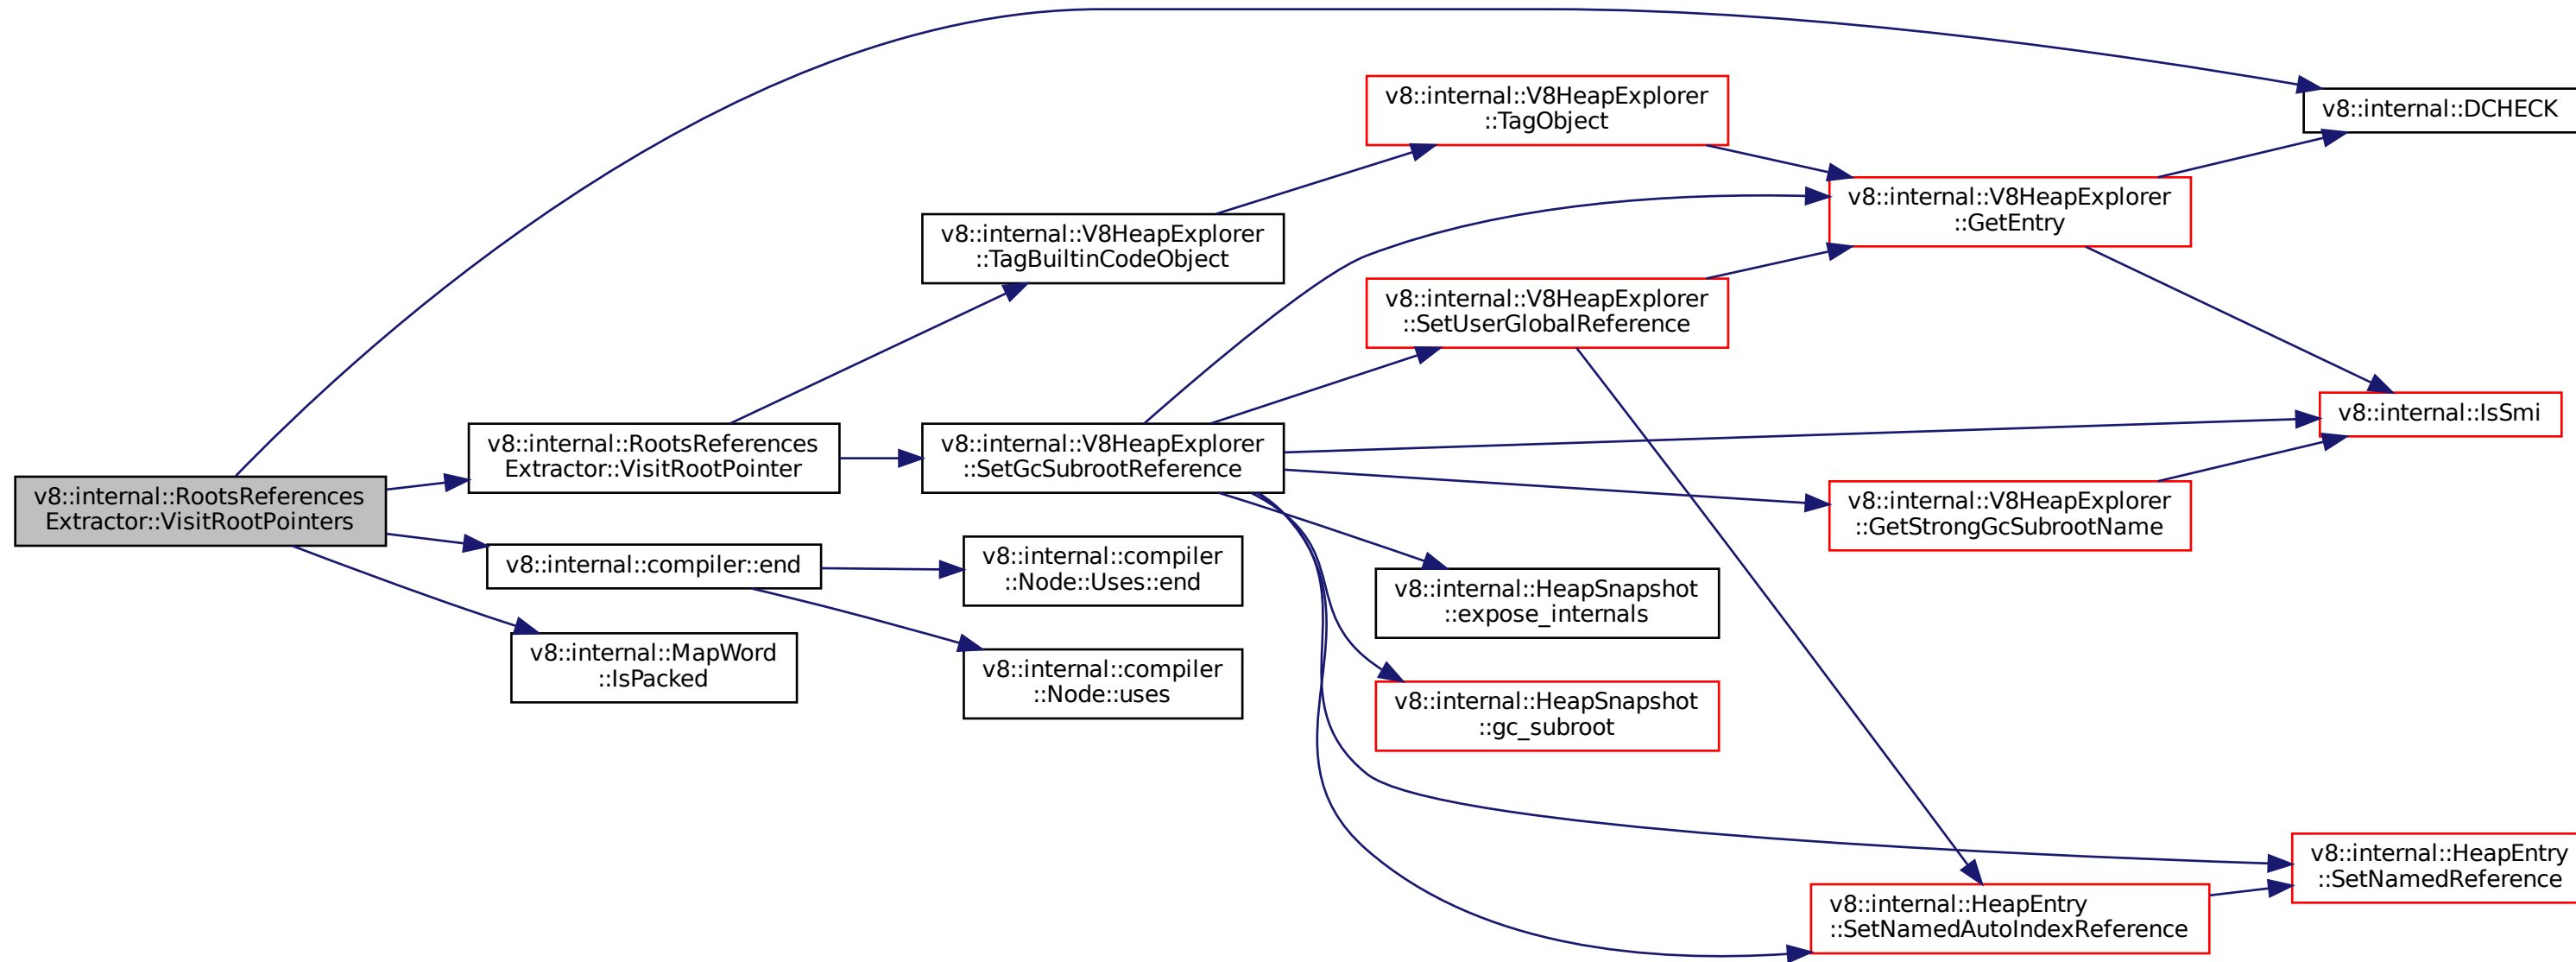 v8::internal::RootsReferences
Extractor::VisitRootPointers
v8::internal::RootsReferences
Extractor::VisitRootPointer
v8::internal::compiler::end
v8::internal::MapWord
::IsPacked
v8::internal::V8HeapExplorer
::TagBuiltinCodeObject
v8::internal::V8HeapExplorer
::SetGcSubrootReference
v8::internal::compiler
::Node::Uses::end
v8::internal::compiler
::Node::uses
v8::internal::V8HeapExplorer
::TagObject
v8::internal::V8HeapExplorer
::SetUserGlobalReference
v8::internal::HeapSnapshot
::expose_internals
v8::internal::HeapSnapshot
::gc_subroot
v8::internal::V8HeapExplorer
::GetEntry
v8::internal::V8HeapExplorer
::GetStrongGcSubrootName
v8::internal::HeapEntry
::SetNamedAutoIndexReference
v8::internal::DCHECK
v8::internal::IsSmi
v8::internal::HeapEntry
::SetNamedReference